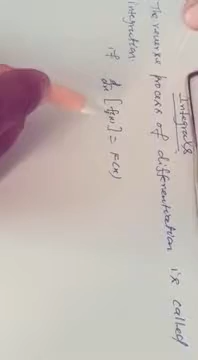 Integrals
The reverse process of differentiation is called
integration.
if d/dx [f(x)] = F(x)